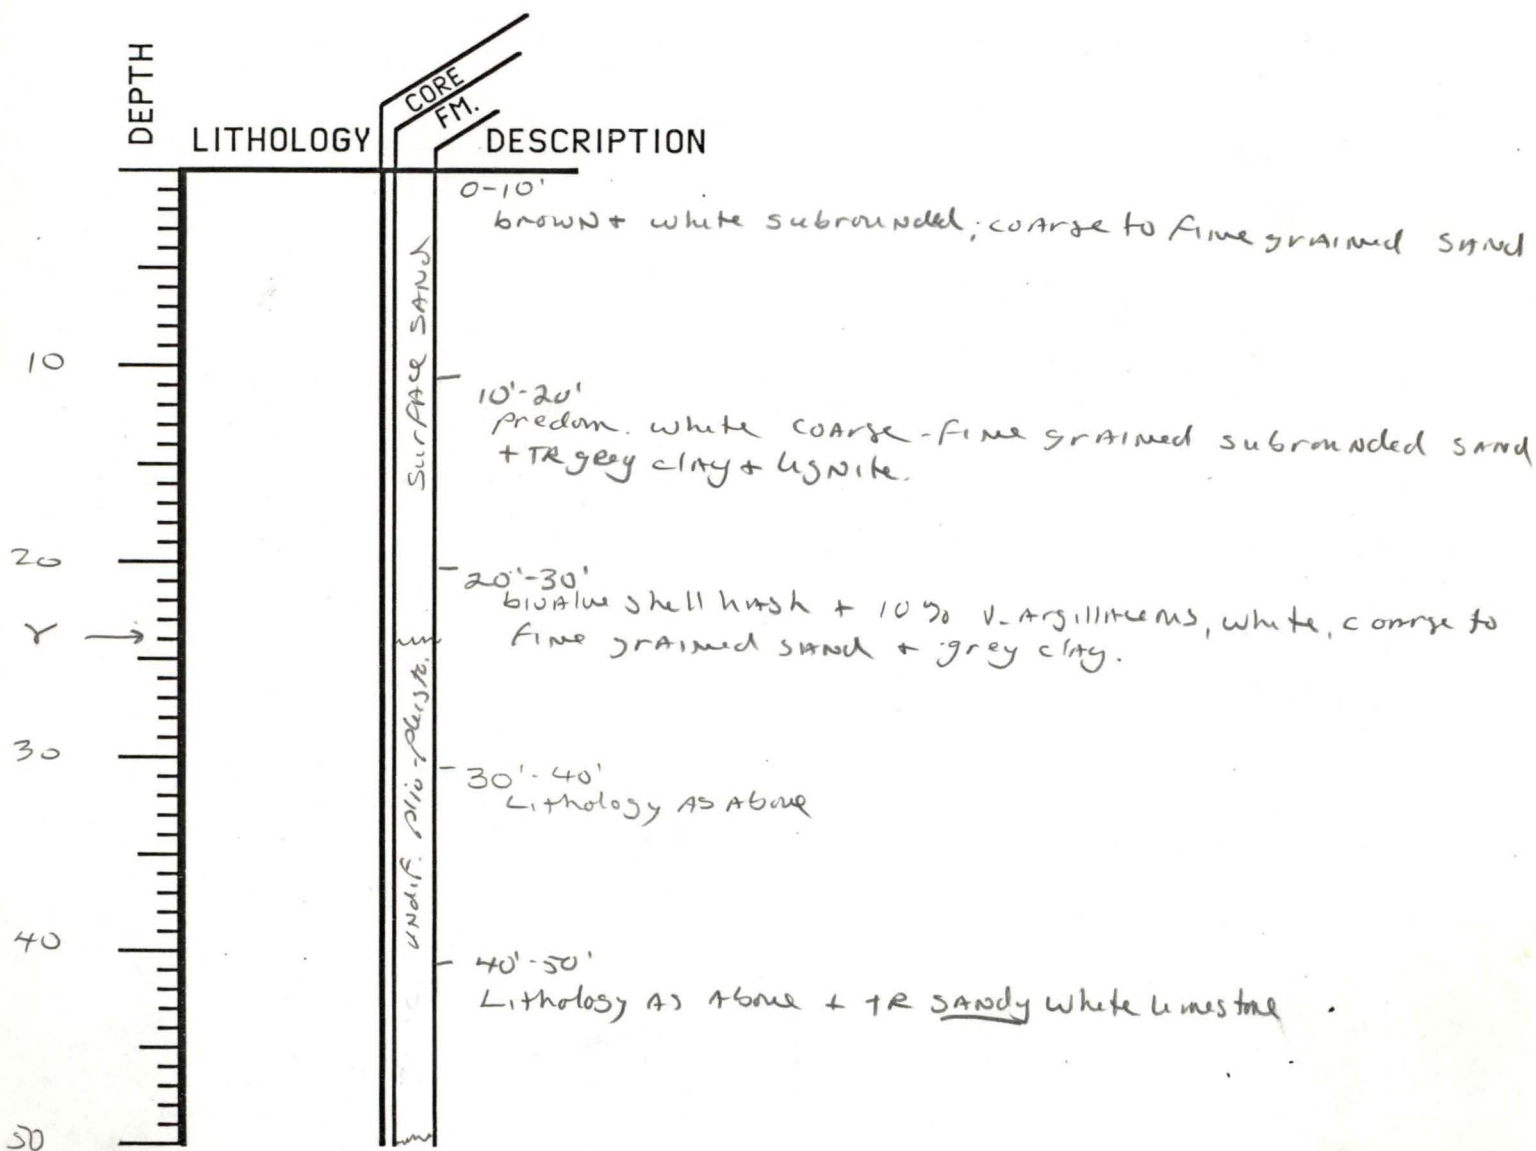 DEPTH
LITHOLOGY
CORE
FM.
DESCRIPTION
0-10'
brown + white subrounded; coarse to fine grained sand
SURFACE SAND
10
10'-20'
predom. white coarse-fine grained subrounded sand
+ TR grey clay + lignite.
20
20'-30'
bivalve shell hash + 10% v. argillaceous, white, coarse to
fine grained sand + grey clay.
γ →
undif. plio-pleist.
30
30'-40'
Lithology As Above
40
40'-50'
Lithology As Above + TR SANDY white limestone.
50